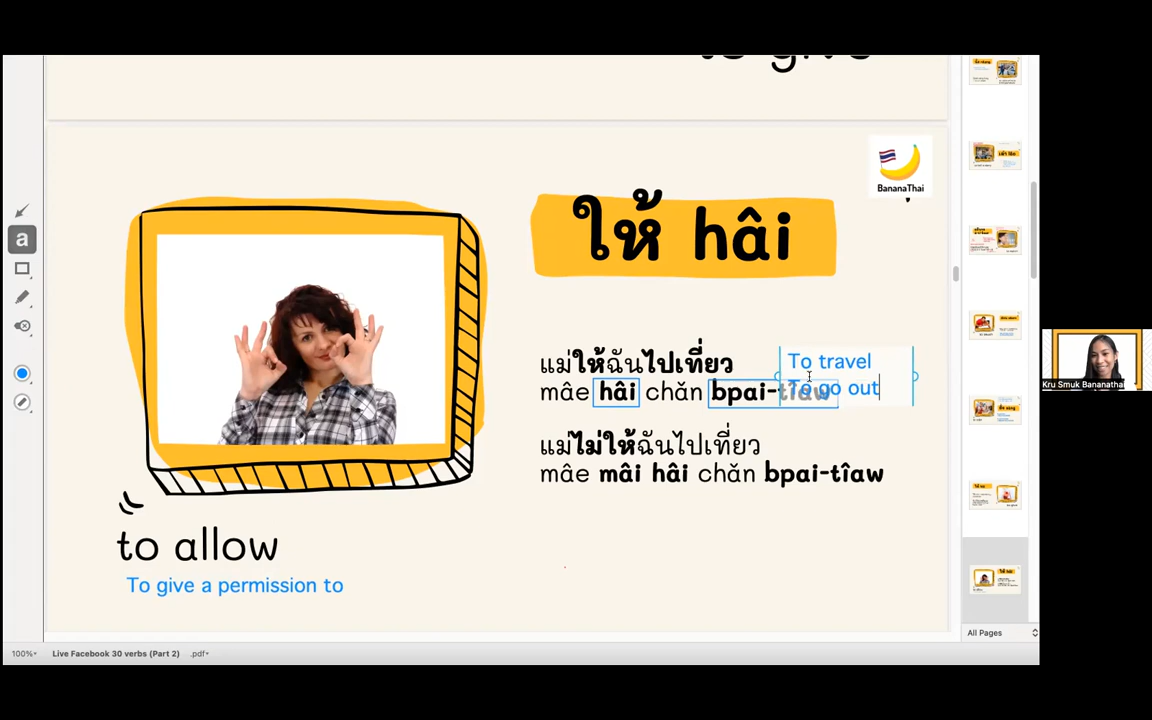 to give
BananaThai
ให้ hâi
a
แม่ให้ฉันไปเที่ยว
To travel
mâe hâi chăn bpai-tîaw
To go out
แม่ไม่ให้ฉันไปเที่ยว
mâe mâi hâi chăn bpai-tîaw
to allow
To give a permission to
Kru Smuk Bananathai
All Pages
100%
Live Facebook 30 verbs (Part 2)
.pdf